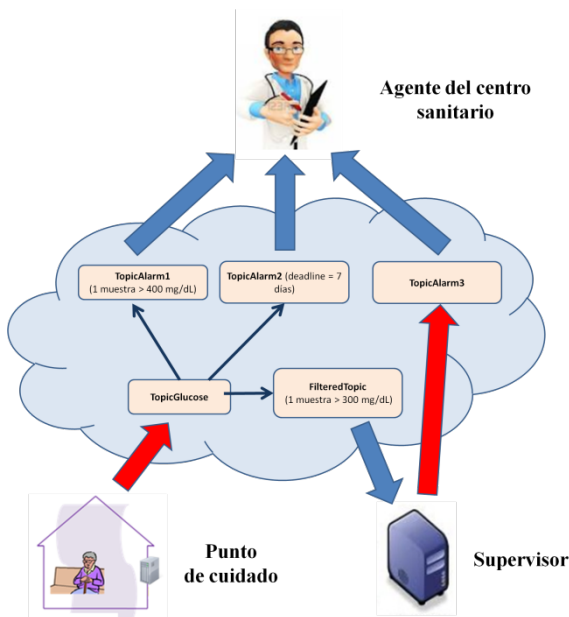 Agente del centro
sanitario
TopicAlarm1
(1 muestra > 400 mg/dL)
TopicAlarm2 (deadline = 7
días)
TopicAlarm3
TopicGlucose
FilteredTopic
(1 muestra > 300 mg/dL)
Punto
de cuidado
Supervisor